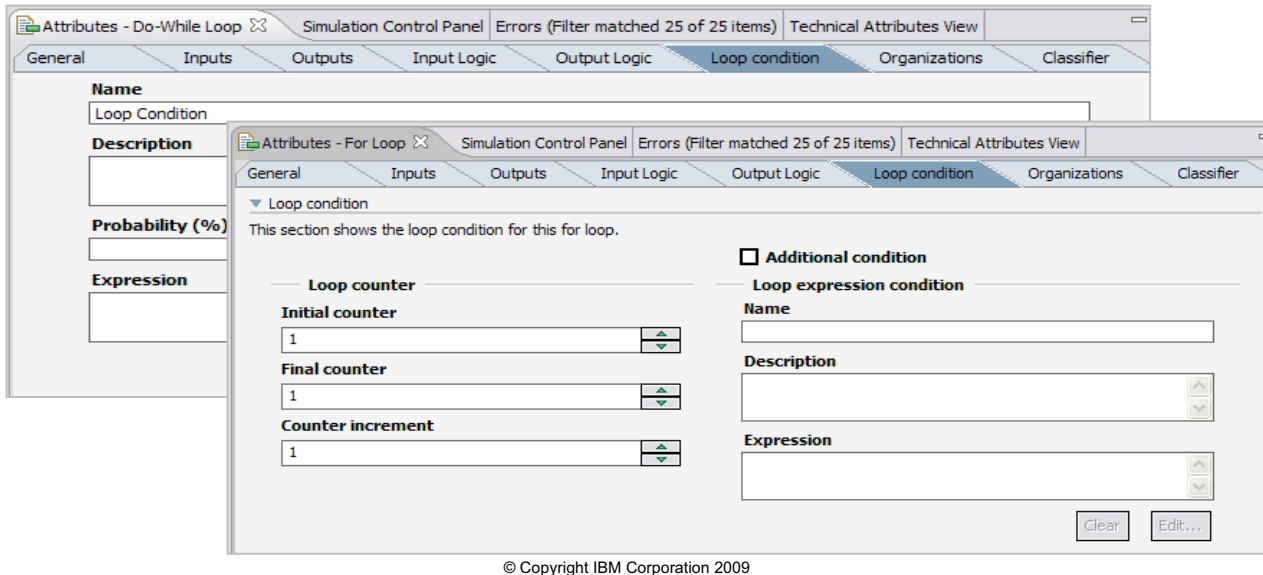 Attributes - Do-While Loop Simulation Control Panel Errors (Filter matched 25 of 25 items) Technical Attributes View
General Inputs Outputs Input Logic Output Logic Loop condition Organizations Classifier
Name
Loop Condition
Description
Probability (%)
Expression
Attributes - For Loop Simulation Control Panel Errors (Filter matched 25 of 25 items) Technical Attributes View
General Inputs Outputs Input Logic Output Logic Loop condition Organizations Classifier
Loop condition
This section shows the loop condition for this for loop.
Additional condition
Loop counter
Initial counter
1
Final counter
1
Counter increment
1
Loop expression condition
Name
Description
Expression
Clear Edit...
© Copyright IBM Corporation 2009